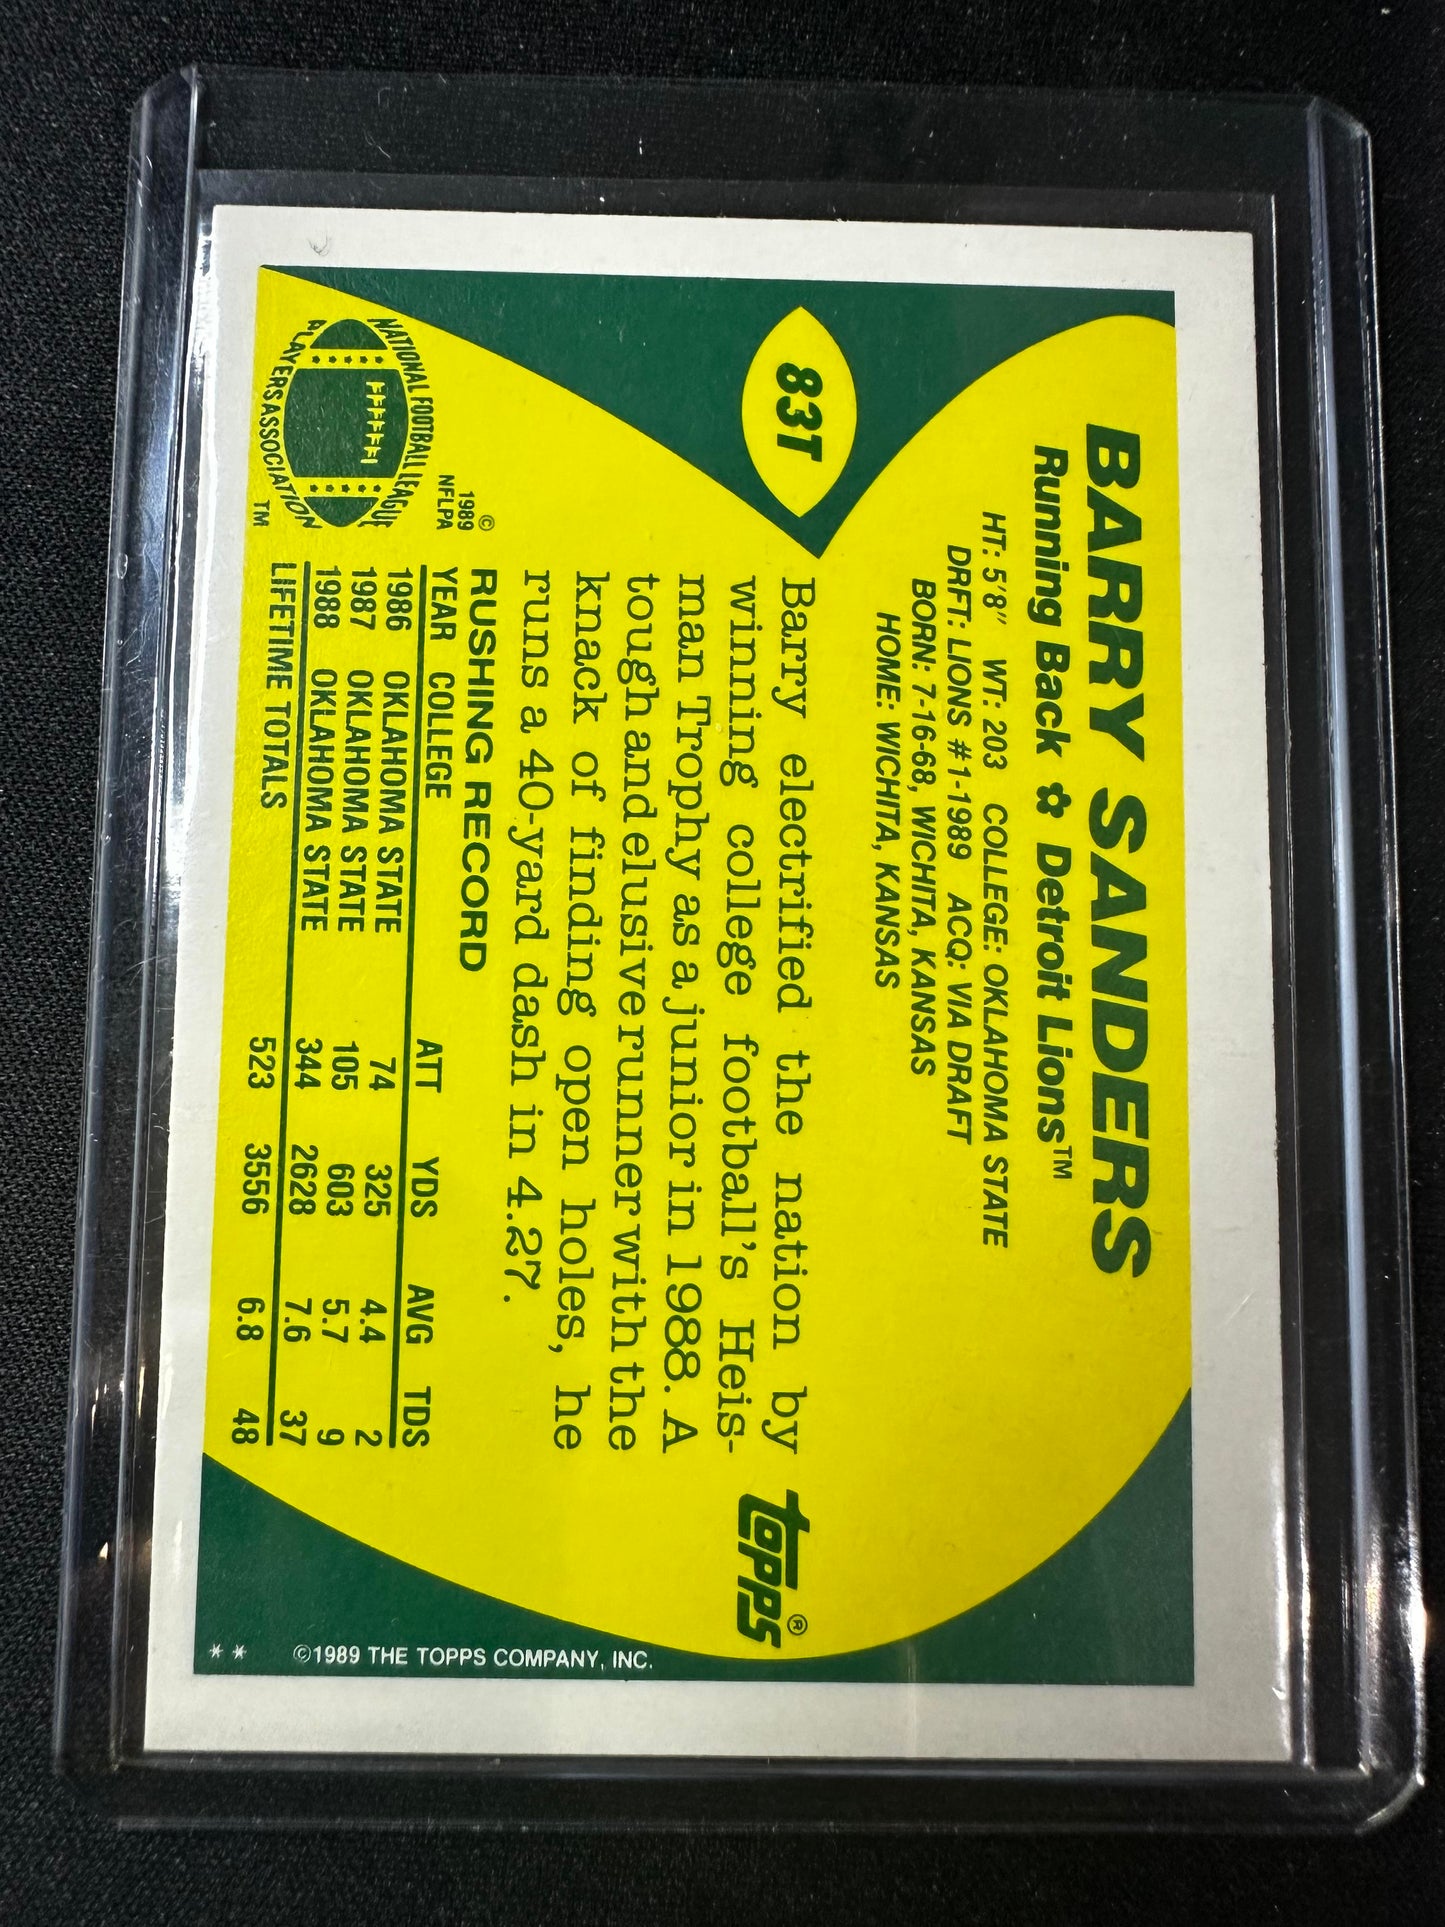 83T
BARRY SANDERS
Running Back ✿ Detroit Lions™
HT: 5'8" WT: 203 COLLEGE: OKLAHOMA STATE
DRFT: LIONS #1-1989 ACQ: VIA DRAFT
BORN: 7-16-68, WICHITA, KANSAS
HOME: WICHITA, KANSAS
Barry electrified the nation by
winning college football's Heis-
man Trophy as a junior in 1988. A
tough and elusive runner with the
knack of finding open holes, he
runs a 40-yard dash in 4.27.
topps®
RUSHING RECORD
YEAR COLLEGE ATT YDS AVG TDS
1986 OKLAHOMA STATE 74 325 4.4 2
1987 OKLAHOMA STATE 105 603 5.7 9
1988 OKLAHOMA STATE 344 2628 7.6 37
LIFETIME TOTALS 523 3556 6.8 48
©
1989
NFLPA
NATIONAL FOOTBALL LEAGUE
PLAYERS ASSOCIATION
TM
©1989 THE TOPPS COMPANY, INC.
* *